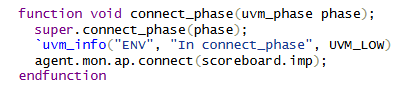 function void connect_phase(uvm_phase phase);
super.connect_phase(phase);
`uvm_info("ENV", "In connect_phase", UVM_LOW)
agent.mon.ap.connect(scoreboard.imp);
endfunction